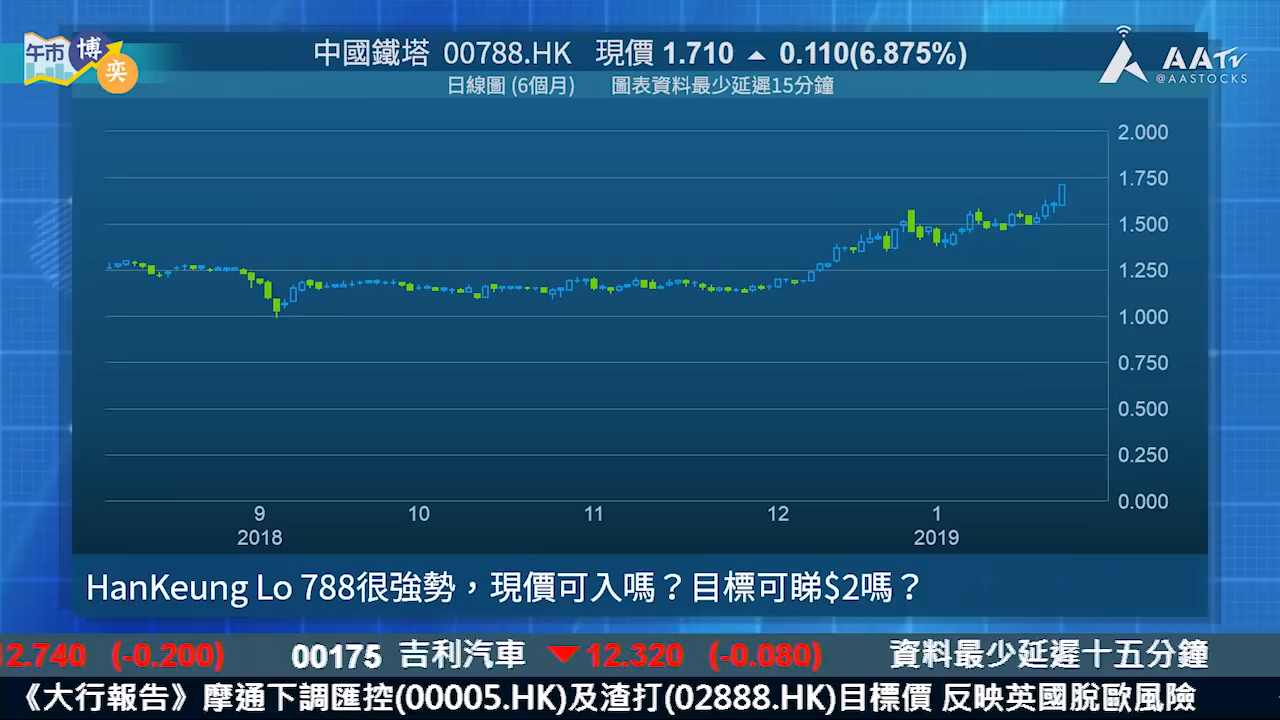 午市 博 奕
中國鐵塔 00788.HK 現價 1.710 ▲ 0.110(6.875%)
AATV
@AASTOCKS
日線圖 (6個月) 圖表資料最少延遲15分鐘
2.000
1.750
1.500
1.250
1.000
0.750
0.500
0.250
0.000
9 10 11 12 1
2018 2019
HanKeung Lo 788很強勢，現價可入嗎？目標可睇$2嗎？
12.740 (-0.200) 00175 吉利汽車 ▼ 12.320 (-0.080) 資料最少延遲十五分鐘
《大行報告》摩通下調匯控(00005.HK)及渣打(02888.HK)目標價 反映英國脫歐風險